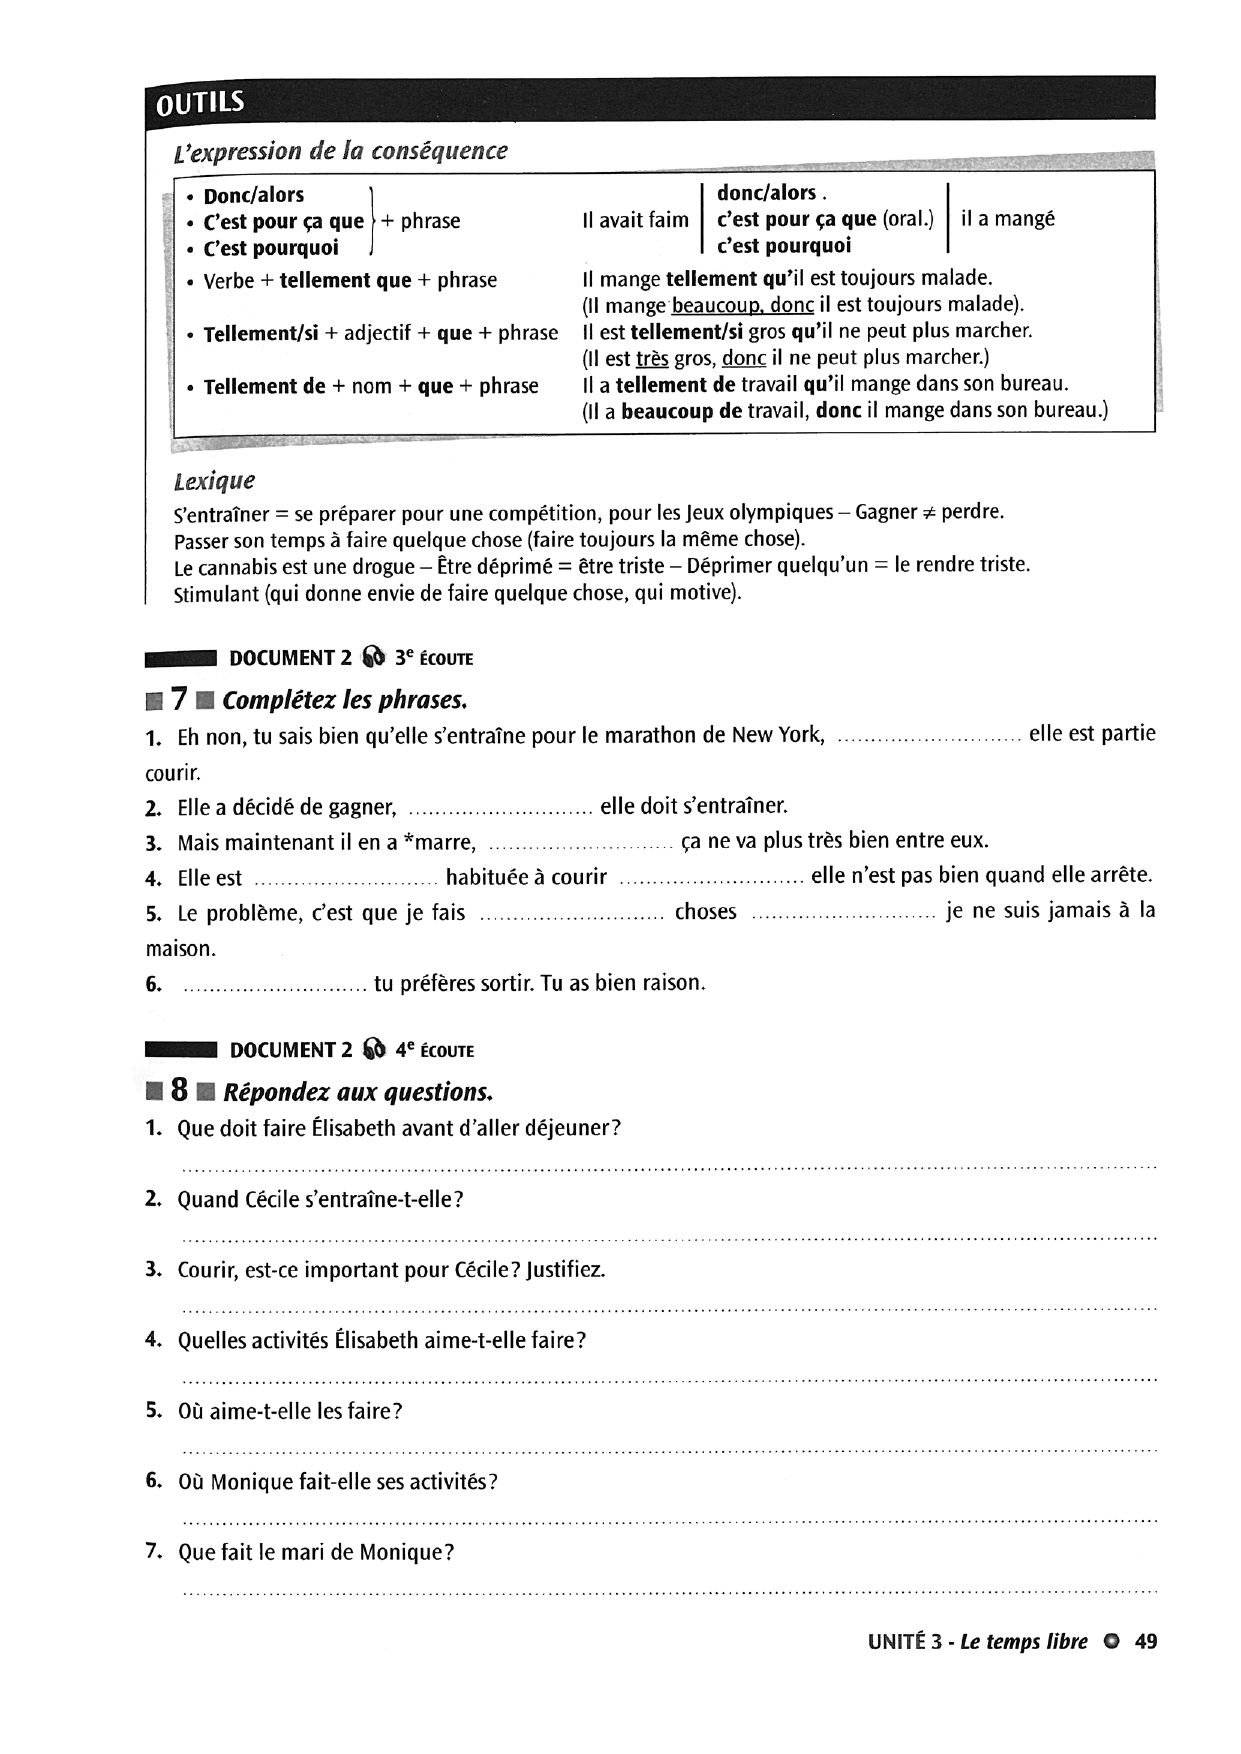 OUTILS
L'expression de la conséquence
• Donc/alors
• C'est pour ça que
• C'est pourquoi
+ phrase
Il avait faim
donc/alors .
c'est pour ça que (oral.)
c'est pourquoi
il a mangé
• Verbe + tellement que + phrase
Il mange tellement qu'il est toujours malade.
(Il mange beaucoup, donc il est toujours malade).
• Tellement/si + adjectif + que + phrase
Il est tellement/si gros qu'il ne peut plus marcher.
(Il est très gros, donc il ne peut plus marcher.)
• Tellement de + nom + que + phrase
Il a tellement de travail qu'il mange dans son bureau.
(Il a beaucoup de travail, donc il mange dans son bureau.)
Lexique
S'entraîner = se préparer pour une compétition, pour les Jeux olympiques – Gagner ≠ perdre.
Passer son temps à faire quelque chose (faire toujours la même chose).
Le cannabis est une drogue – Être déprimé = être triste – Déprimer quelqu'un = le rendre triste.
Stimulant (qui donne envie de faire quelque chose, qui motive).
DOCUMENT 2 3e ÉCOUTE
7 Complétez les phrases.
1. Eh non, tu sais bien qu'elle s'entraîne pour le marathon de New York, ............................ elle est partie
courir.
2. Elle a décidé de gagner, ............................ elle doit s'entraîner.
3. Mais maintenant il en a *marre, ............................ ça ne va plus très bien entre eux.
4. Elle est ............................ habituée à courir ............................ elle n'est pas bien quand elle arrête.
5. Le problème, c'est que je fais ............................ choses ............................ je ne suis jamais à la
maison.
6. ............................ tu préfères sortir. Tu as bien raison.
DOCUMENT 2 4e ÉCOUTE
8 Répondez aux questions.
1. Que doit faire Élisabeth avant d'aller déjeuner?
2. Quand Cécile s'entraîne-t-elle?
3. Courir, est-ce important pour Cécile? Justifiez.
4. Quelles activités Élisabeth aime-t-elle faire?
5. Où aime-t-elle les faire?
6. Où Monique fait-elle ses activités?
7. Que fait le mari de Monique?
UNITÉ 3 - Le temps libre 49